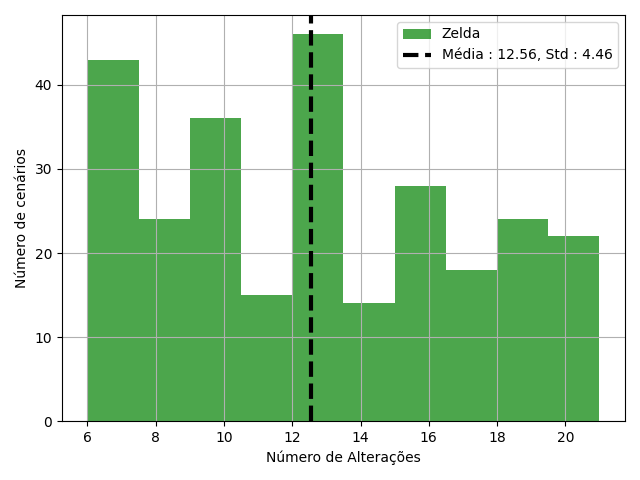 Zelda
Média : 12.56, Std : 4.46
Número de cenários
40
30
20
10
0
6 8 10 12 14 16 18 20
Número de Alterações